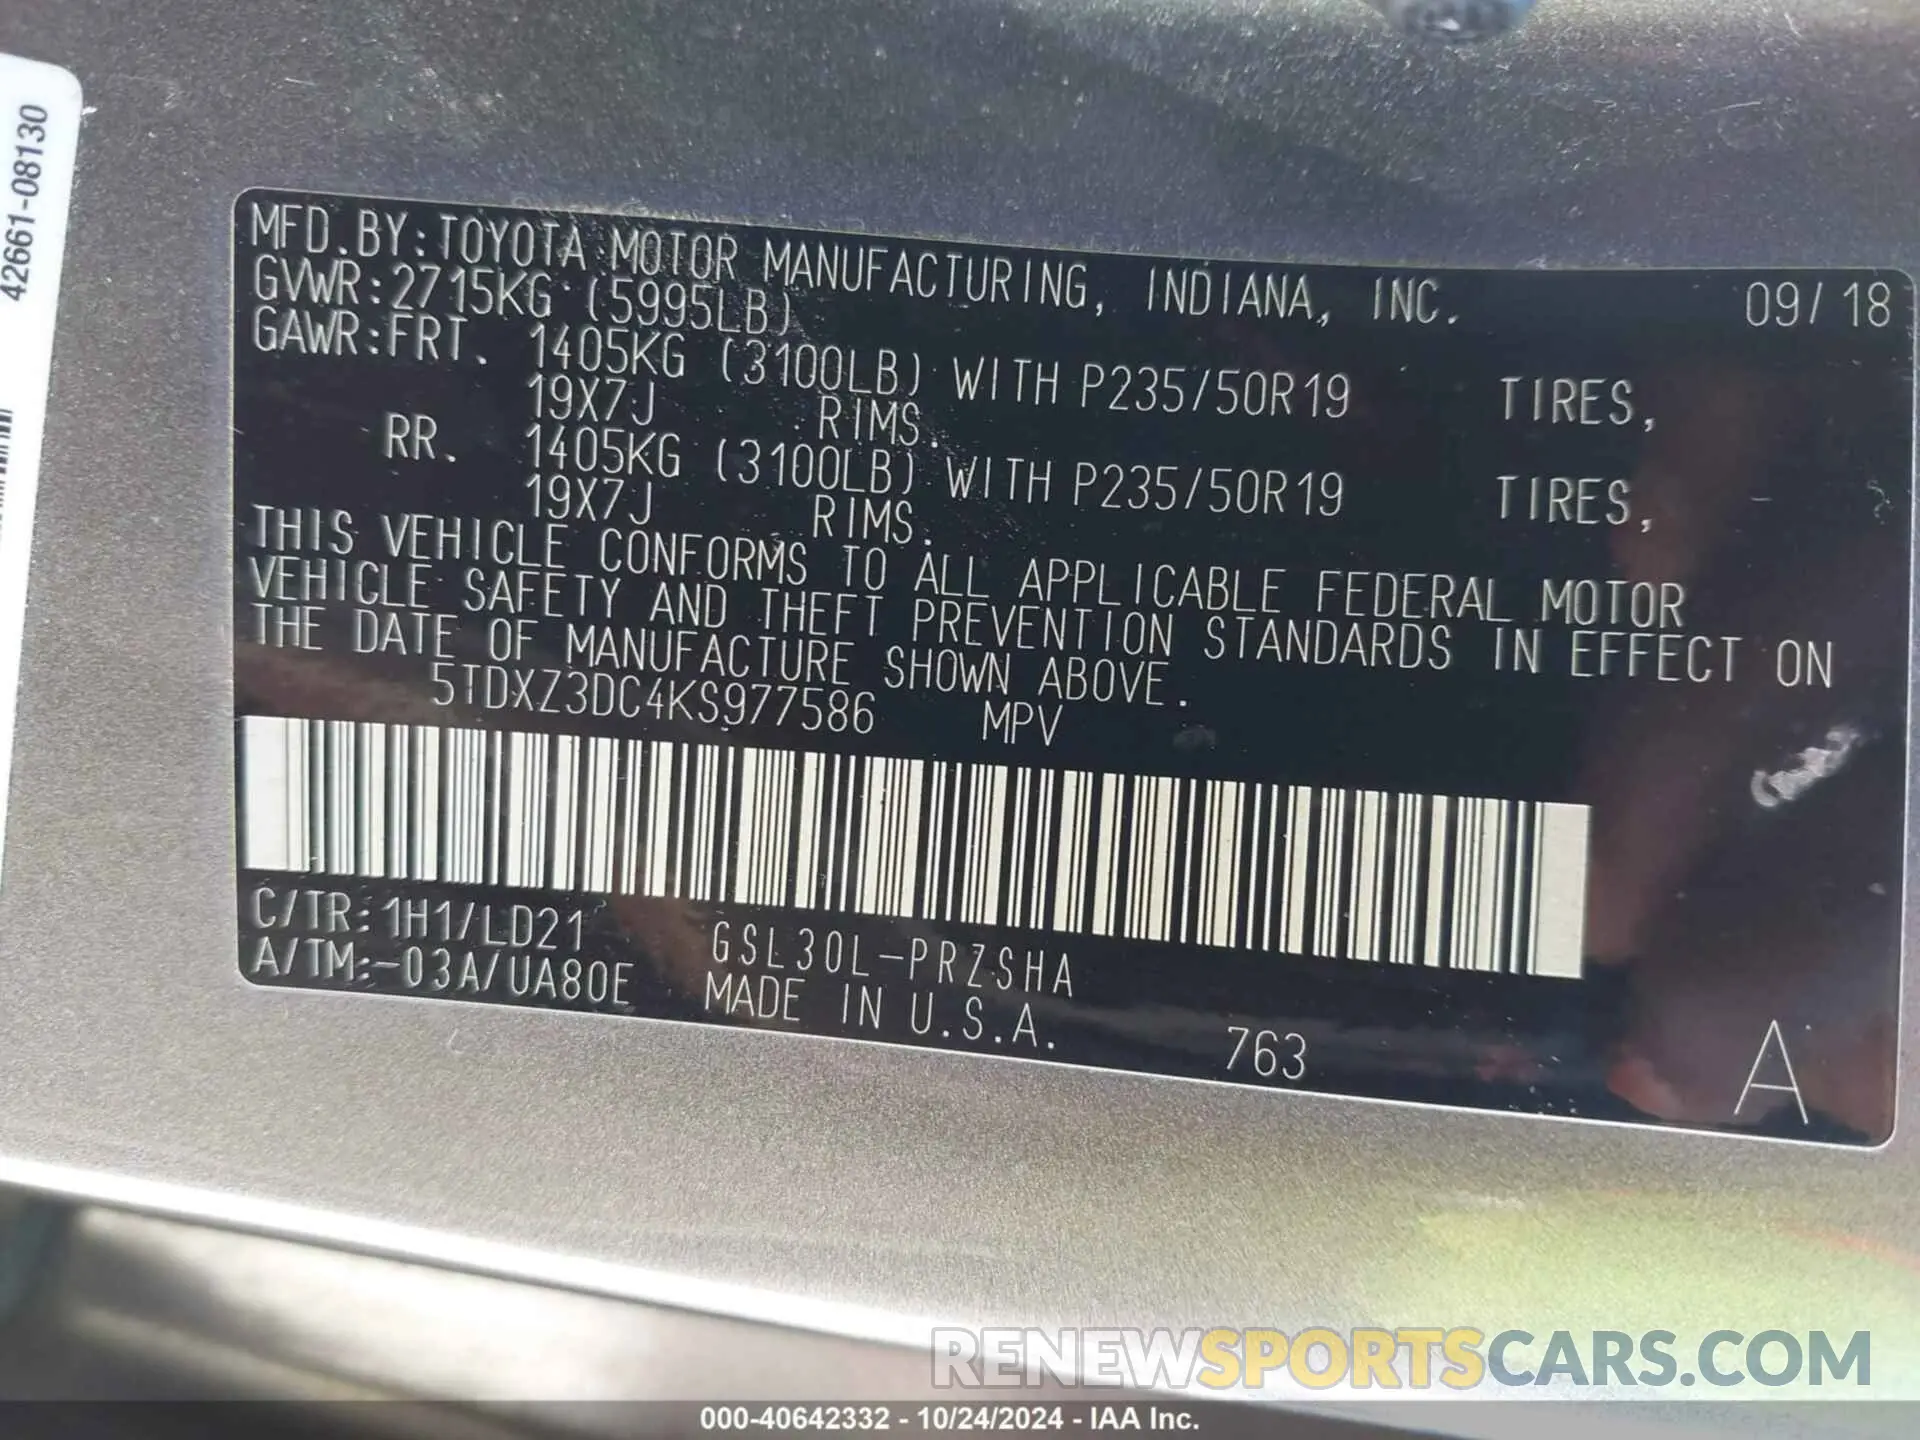 42661-08130
MFD.BY:TOYOTA MOTOR MANUFACTURING, INDIANA, INC. 09/18
GVWR:2715KG (5995LB)
GAWR:FRT. 1405KG (3100LB) WITH P235/50R19 TIRES,
19X7J RIMS.
RR. 1405KG (3100LB) WITH P235/50R19 TIRES,
19X7J RIMS.
THIS VEHICLE CONFORMS TO ALL APPLICABLE FEDERAL MOTOR
VEHICLE SAFETY AND THEFT PREVENTION STANDARDS IN EFFECT ON
THE DATE OF MANUFACTURE SHOWN ABOVE.
5TDXZ3DC4KS977586 MPV
C/TR:1H1/LD21 GSL30L-PRZSHA
A/TM:-03A/UA80E MADE IN U.S.A. 763 A
RENEWSPORTSCARS.COM
000-40642332 - 10/24/2024 - IAA Inc.